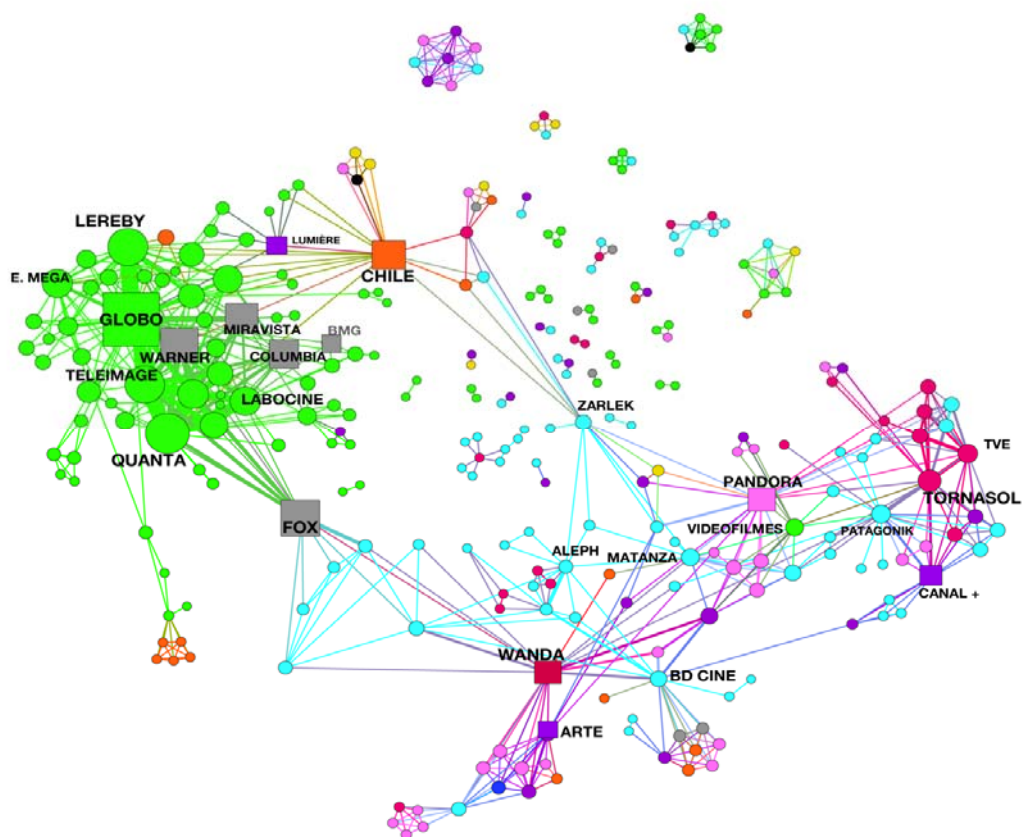 LEREBY
LUMIÈRE
E. MEGA
CHILE
GLOBO
MIRAVISTA
BMG
WARNER
COLUMBIA
TELEIMAGE
LABOCINE
ZARLEK
QUANTA
TVE
PANDORA
TORNASOL
FOX
VIDEOFILMES
PATAGONIK
ALEPH
MATANZA
CANAL +
WANDA
BD CINE
ARTE